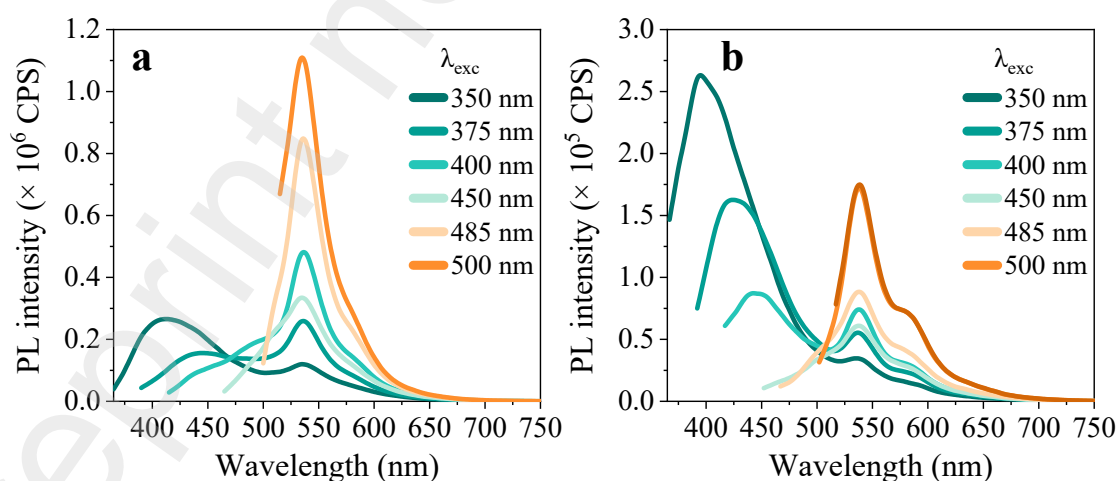 a
λexc
350 nm
375 nm
400 nm
450 nm
485 nm
500 nm
PL intensity (× 10⁶ CPS)
1.2
1.0
0.8
0.6
0.4
0.2
0.0
400 450 500 550 600 650 700 750
Wavelength (nm)
b
λexc
350 nm
375 nm
400 nm
450 nm
485 nm
500 nm
PL intensity (× 10⁵ CPS)
3.0
2.5
2.0
1.5
1.0
0.5
0.0
400 450 500 550 600 650 700 750
Wavelength (nm)
eprint n